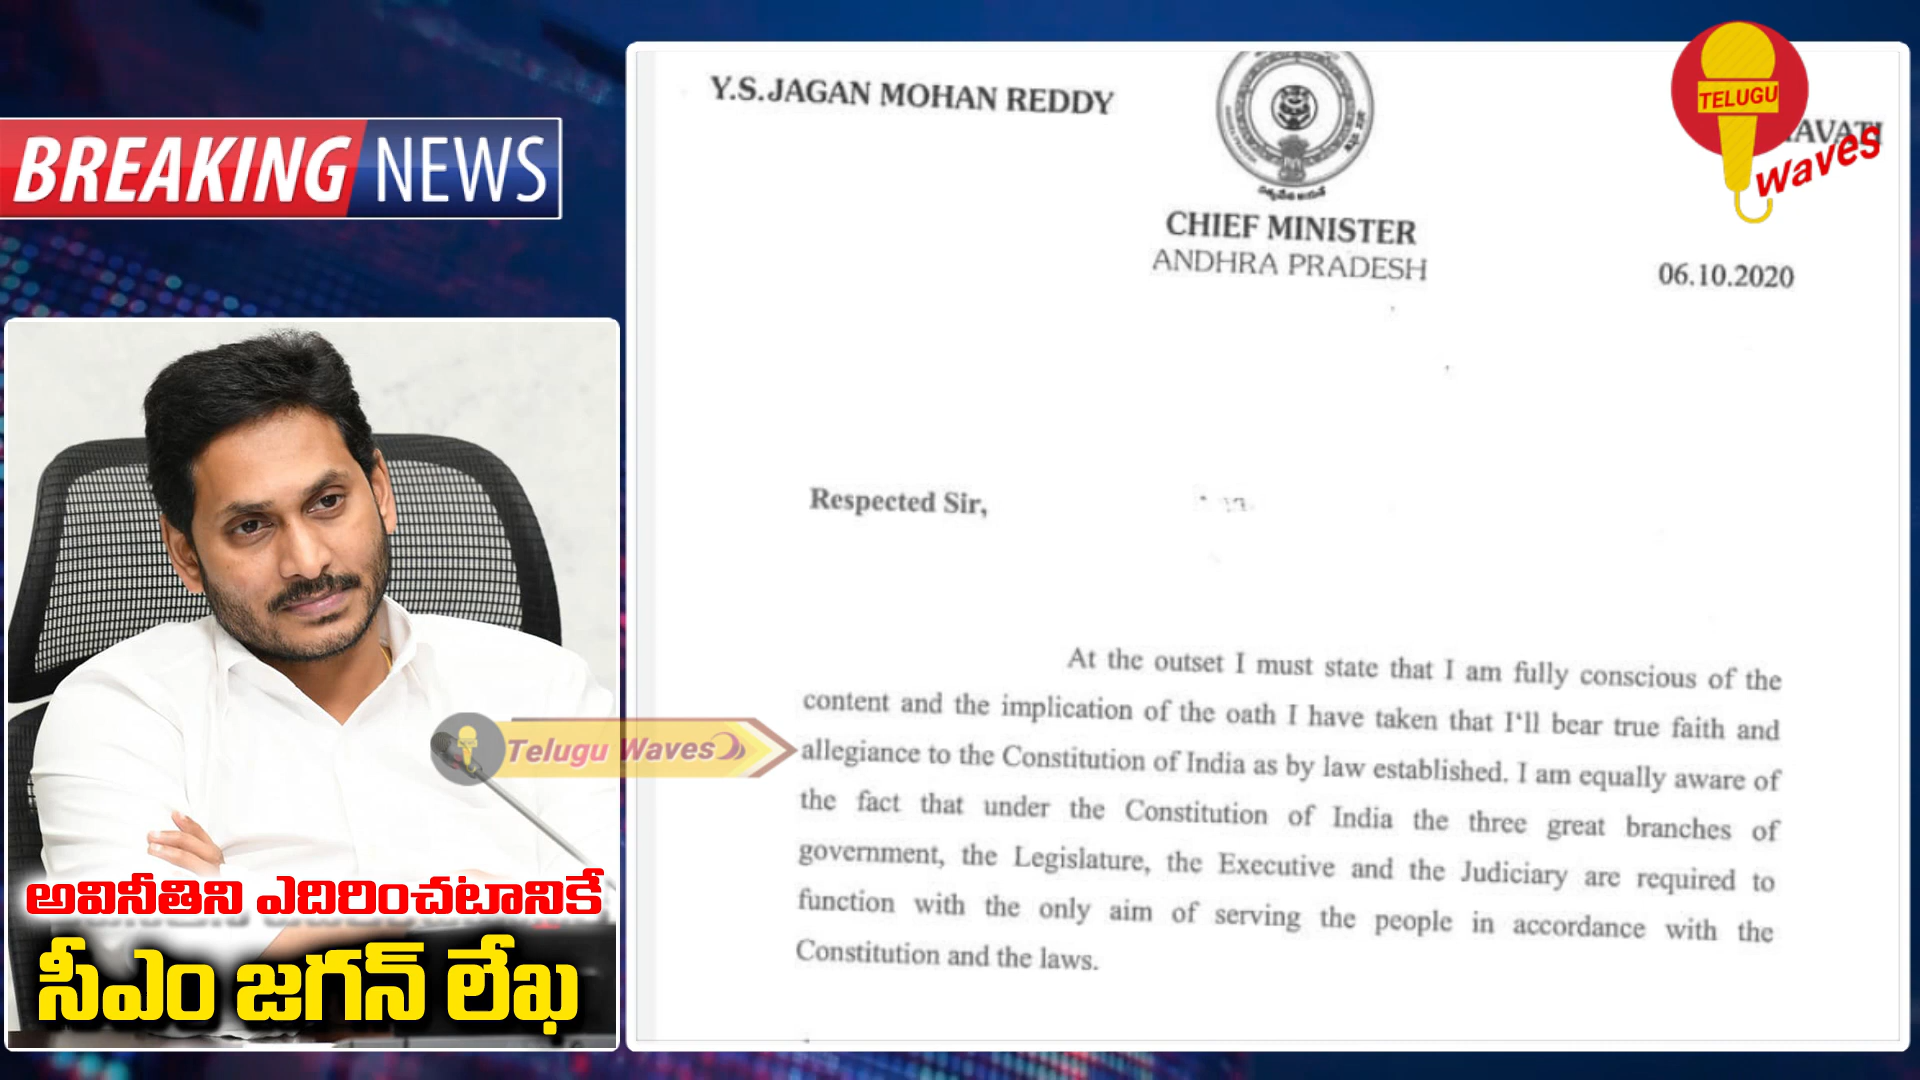 BREAKING NEWS
Y.S.JAGAN MOHAN REDDY
TELUGU
waves
CHIEF MINISTER
ANDHRA PRADESH
06.10.2020
Respected Sir,
At the outset I must state that I am fully conscious of the
content and the implication of the oath I have taken that I'll bear true faith and
allegiance to the Constitution of India as by law established. I am equally aware of
the fact that under the Constitution of India the three great branches of
government, the Legislature, the Executive and the Judiciary are required to
function with the only aim of serving the people in accordance with the
Constitution and the laws.
Telugu Waves
అవినీతిని ఎదిరించటానికే
సీఎం జగన్ లేఖ